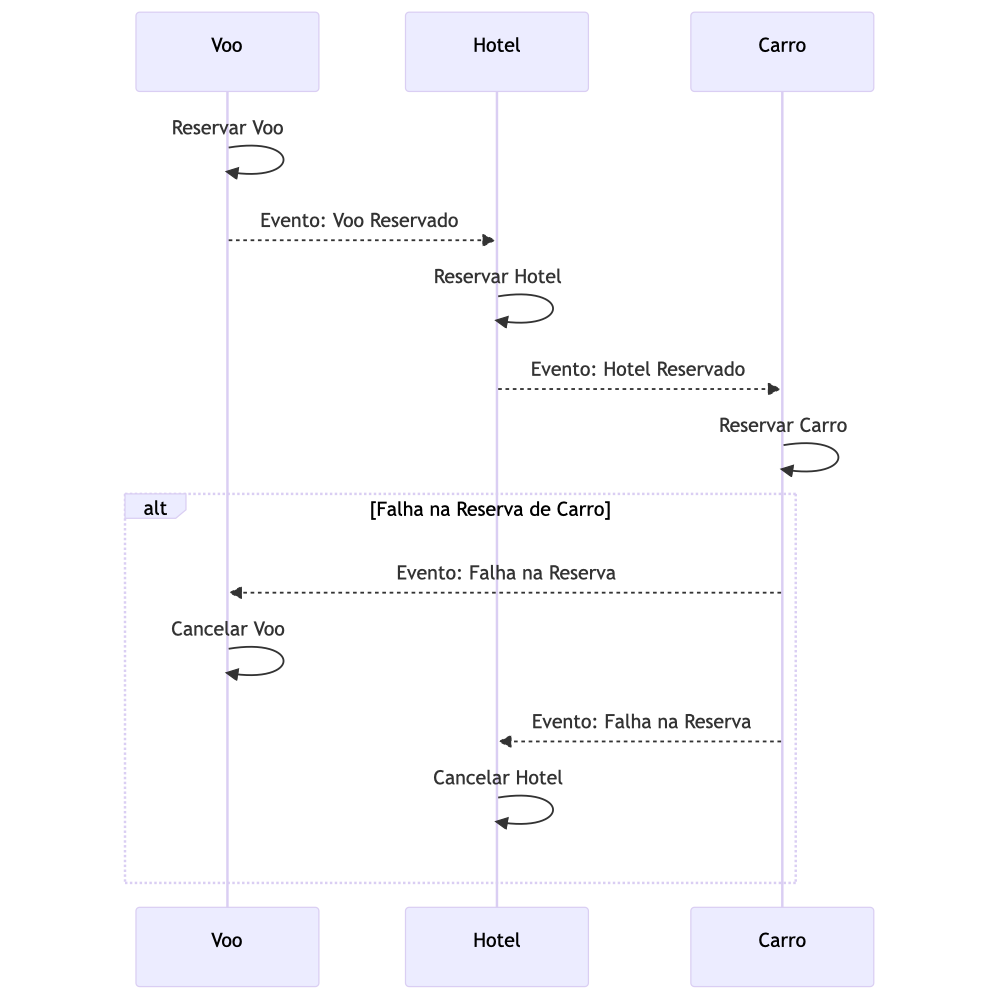 Voo
Hotel
Carro
Reservar Voo
Evento: Voo Reservado
Reservar Hotel
Evento: Hotel Reservado
Reservar Carro
alt
[Falha na Reserva de Carro]
Evento: Falha na Reserva
Cancelar Voo
Evento: Falha na Reserva
Cancelar Hotel
Voo
Hotel
Carro